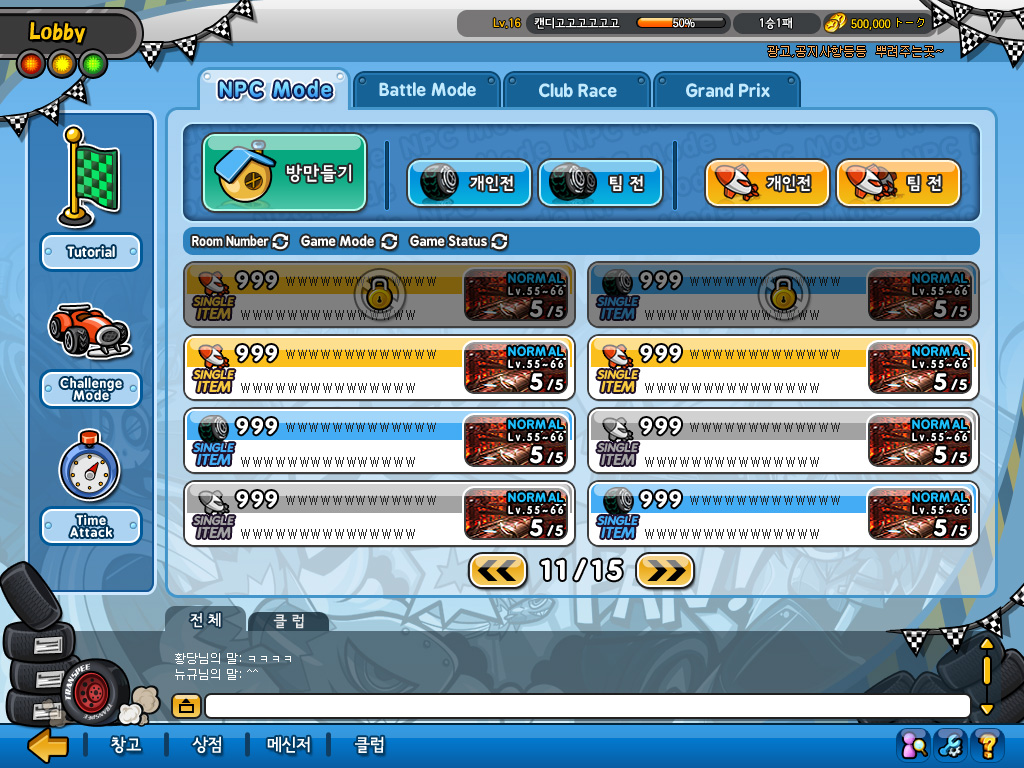 Lobby
Lv,16 캔디고고고고고고 50% 1승1패 500,000 トーク
광고,공지사항등등 뿌려주는곳~
NPC Mode Battle Mode Club Race Grand Prix
방만들기 개인전 팀 전 개인전 팀 전
Tutorial
Challenge
Mode
Time
Attack
Room Number Game Mode Game Status
999 WWWWWWWWWWWWW NORMAL
Lv.55~66
SINGLE
ITEM WWWWWWWWWWWWWWW 5/5
999 WWWWWWWWWWWWW NORMAL
Lv.55~66
SINGLE
ITEM WWWWWWWWWWWWWWW 5/5
999 WWWWWWWWWWWWW NORMAL
Lv.55~66
SINGLE
ITEM WWWWWWWWWWWWWWW 5/5
999 WWWWWWWWWWWWW NORMAL
Lv.55~66
SINGLE
ITEM WWWWWWWWWWWWWWW 5/5
999 WWWWWWWWWWWWW NORMAL
Lv.55~66
SINGLE
ITEM WWWWWWWWWWWWWWW 5/5
999 WWWWWWWWWWWWW NORMAL
Lv.55~66
SINGLE
ITEM WWWWWWWWWWWWWWW 5/5
999 WWWWWWWWWWWWW NORMAL
Lv.55~66
SINGLE
ITEM WWWWWWWWWWWWWWW 5/5
999 WWWWWWWWWWWWW NORMAL
Lv.55~66
SINGLE
ITEM WWWWWWWWWWWWWWW 5/5
11/15
전 체 클 럽
황당님의 말: ㅋㅋㅋㅋ
뉴규님의 말: ^^
TRANSPEE
창고 상점 메신저 클럽